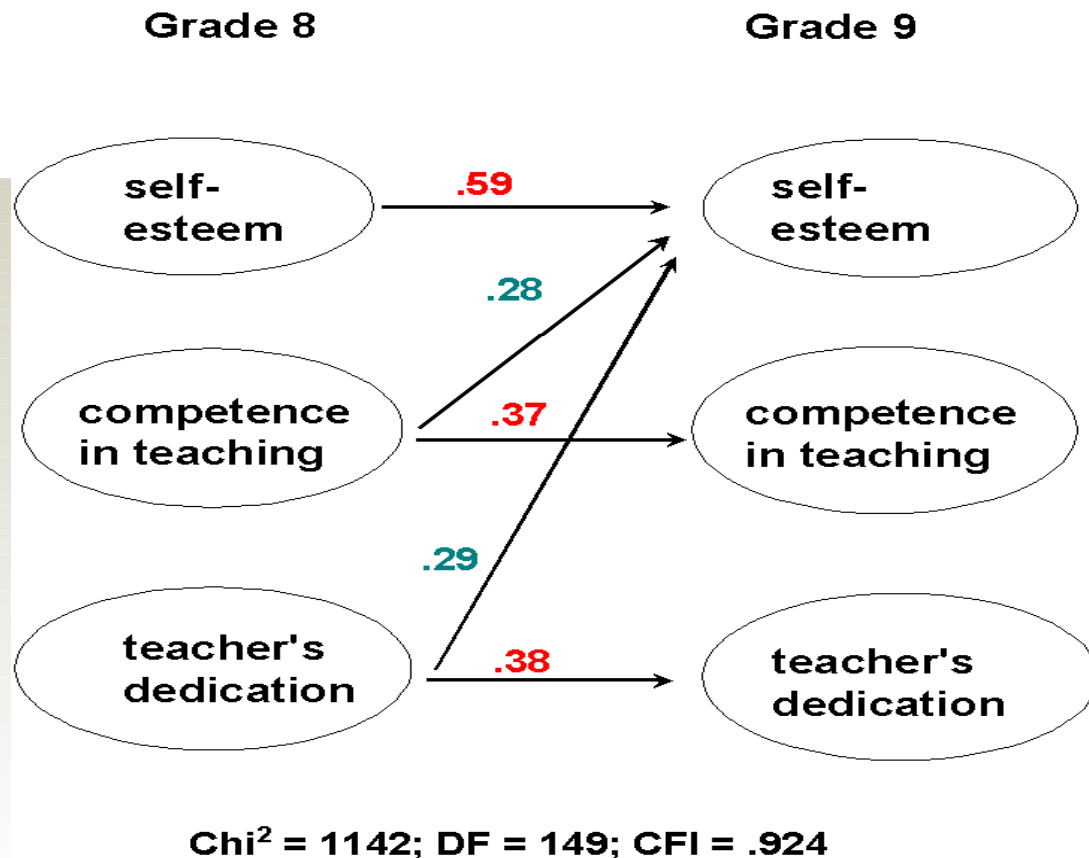 Grade 8
Grade 9
self-
esteem
.59
self-
esteem
.28
competence
in teaching
.37
competence
in teaching
.29
teacher's
dedication
.38
teacher's
dedication
Chi² = 1142; DF = 149; CFI = .924